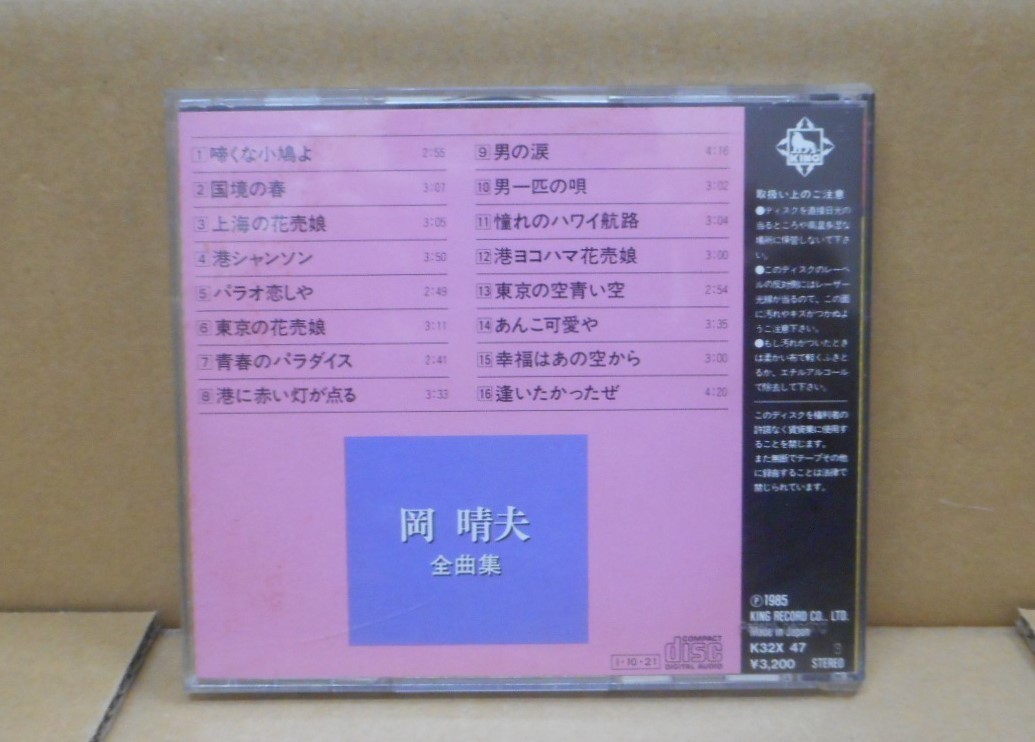 1 啼くな小鳩よ 2:55
2 国境の春 3:07
3 上海の花売娘 3:05
4 港シャンソン 3:50
5 パラオ恋しや 2:49
6 東京の花売娘 3:11
7 青春のパラダイス 2:41
8 港に赤い灯が点る 3:33
9 男の涙 4:16
10 男一匹の唄 3:02
11 憧れのハワイ航路 3:04
12 港ヨコハマ花売娘 3:00
13 東京の空青い空 2:54
14 あんこ可愛や 3:35
15 幸福はあの空から 3:00
16 逢いたかったぜ 4:20
岡 晴夫
全曲集
1・10・21
COMPACT
disc
DIGITAL AUDIO
KING
取扱い上のご注意
●ディスクを直接日光の
当るところや高温多湿な
場所に保管しないで下さ
い。
●このディスクのレーベ
ルの反対側にはレーザー
光線が当るので、この面
に汚れやキズがつかぬよ
うご注意下さい。
●もし汚れがついたとき
は柔かい布で軽くふきと
るか、エチルアルコール
で除去して下さい。
このディスクを権利者の
許諾なく賃貸業に使用す
ることを禁じます。
また無断でテープその他
に録音することは法律で
禁じられています。
Ⓟ1985
KING RECORD CO., LTD.
Made in Japan
K32X 47
¥3,200 STEREO